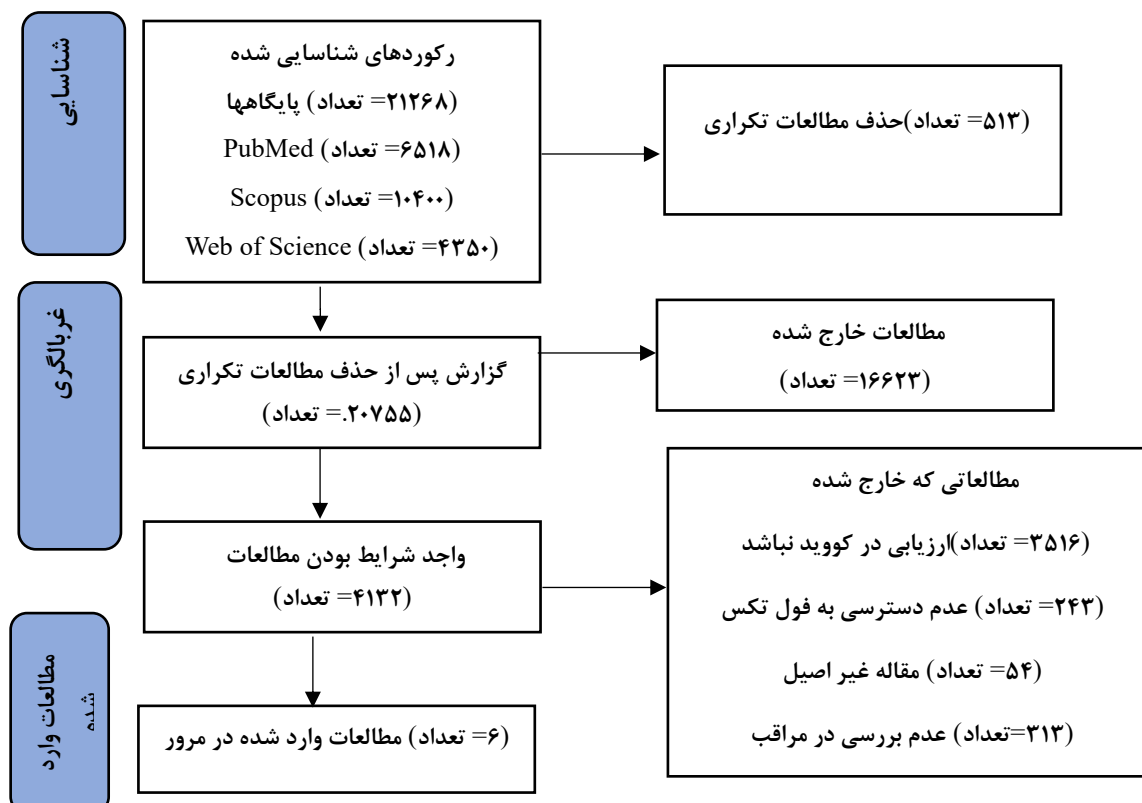 شناسایی
رکوردهای شناسایی شده
پایگاهها (تعداد =۲۱۲۶۸)
PubMed (تعداد =۶۵۱۸)
Scopus (تعداد =۱۰۴۰۰)
Web of Science (تعداد =۴۳۵۰)
حذف مطالعات تکراری(تعداد =۵۱۳)
غربالگری
گزارش پس از حذف مطالعات تکراری
(تعداد =.۲۰۷۵۵)
مطالعات خارج شده
(تعداد =۱۶۶۲۳)
واجد شرایط بودن مطالعات
(تعداد =۴۱۳۲)
مطالعاتی که خارج شده
ارزیابی در کووید نباشد(تعداد =۳۵۱۶)
عدم دسترسی به فول تکس (تعداد =۲۴۳)
مقاله غیر اصیل (تعداد =۵۴)
عدم بررسی در مراقب (تعداد=۳۱۳)
مطالعات وارد
شده
مطالعات وارد شده در مرور (تعداد =۶)